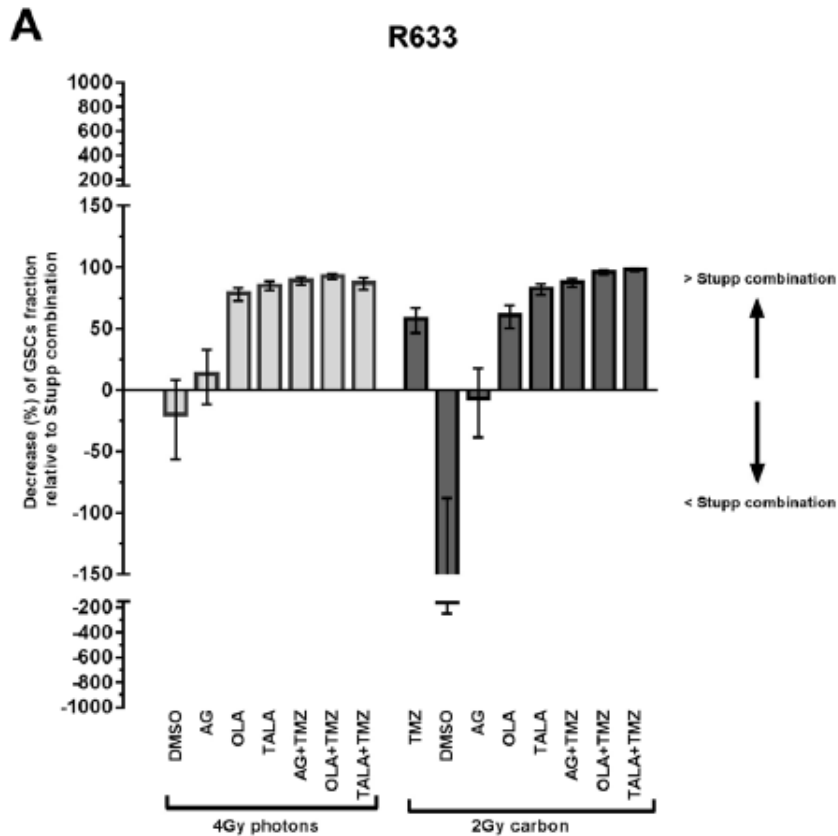 A
R633
1000
800
600
400
200
150
100
50
0
-50
-100
-150
-200
-400
-600
-800
-1000
Decrease (%) of GSCs fraction
relative to Stupp combination
> Stupp combination
< Stupp combination
DMSO
AG
OLA
TALA
AG+TMZ
OLA+TMZ
TALA+TMZ
TMZ
DMSO
AG
OLA
TALA
AG+TMZ
OLA+TMZ
TALA+TMZ
4Gy photons
2Gy carbon